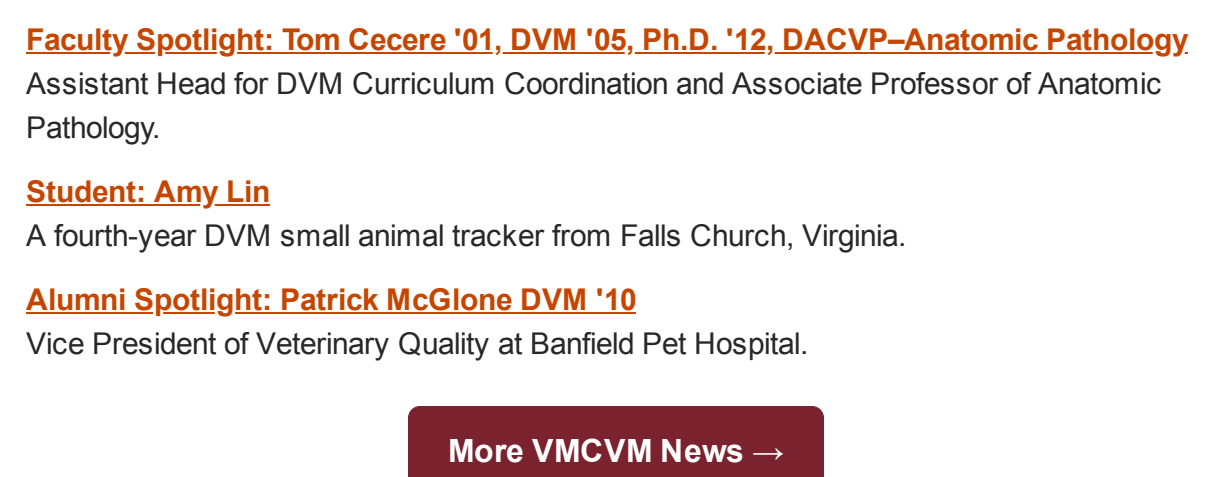 Faculty Spotlight: Tom Cecere '01, DVM '05, Ph.D. '12, DACVP–Anatomic Pathology
Assistant Head for DVM Curriculum Coordination and Associate Professor of Anatomic
Pathology.
Student: Amy Lin
A fourth-year DVM small animal tracker from Falls Church, Virginia.
Alumni Spotlight: Patrick McGlone DVM '10
Vice President of Veterinary Quality at Banfield Pet Hospital.
More VMCVM News →